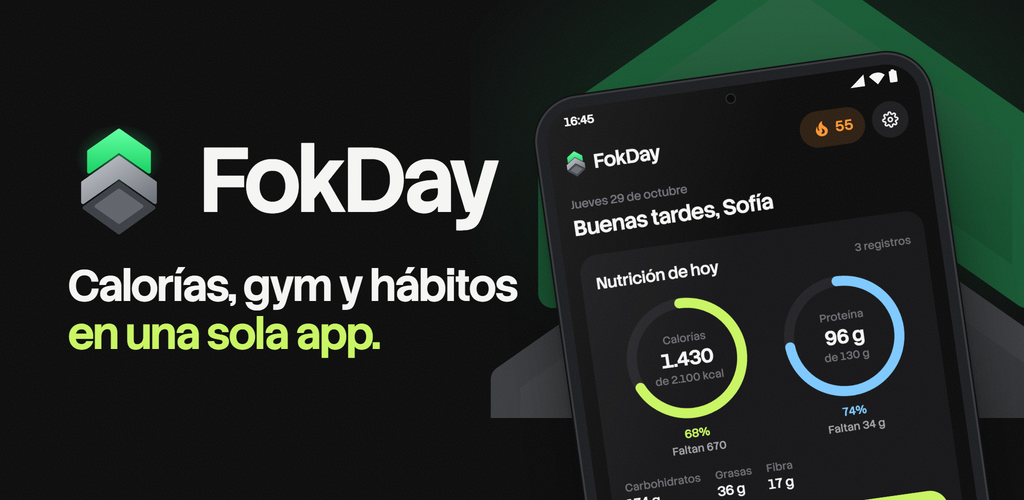 FokDay
Calorías, gym y hábitos
en una sola app.
16:45
55
FokDay
Jueves 29 de octubre
Buenas tardes, Sofía
Nutrición de hoy
3 registros
Calorías
1.430
de 2.100 kcal
68%
Faltan 670
Proteína
96 g
de 130 g
74%
Faltan 34 g
Carbohidratos
Grasas
36 g
Fibra
17 g